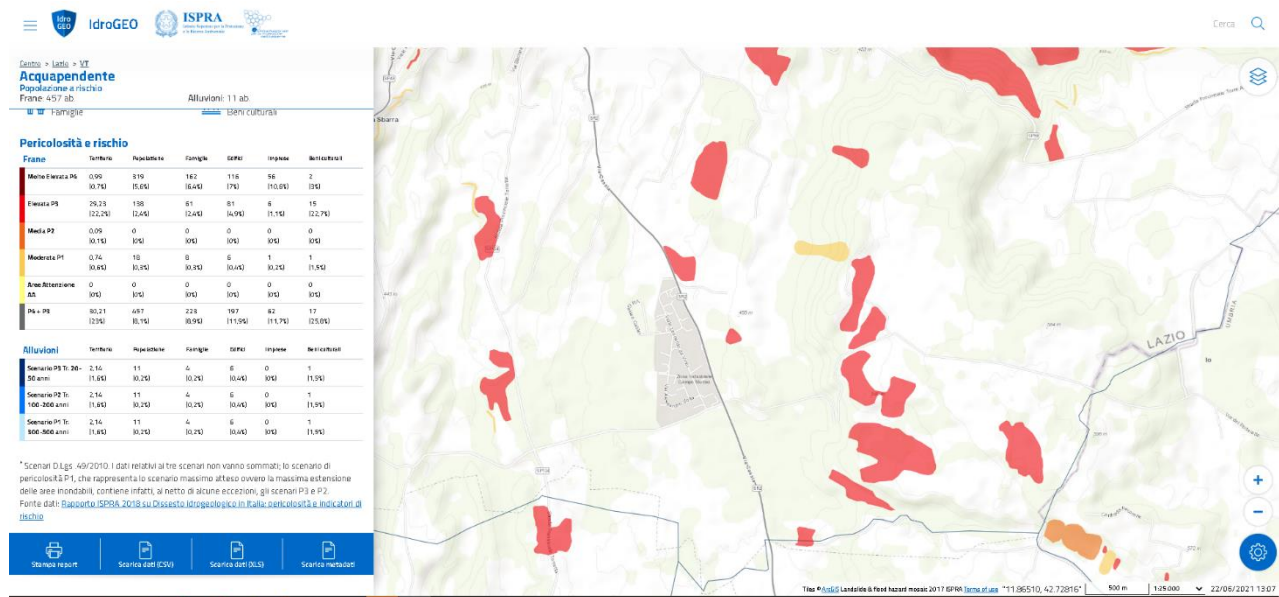 Idro
GEO
IdroGEO
ISPRA
Cerca
Centro > Lazio > VT
Acquapendente
Popolazione a rischio
Frane: 457 ab.
Alluvioni: 11 ab.
Famiglie
Beni culturali
Pericolosità e rischio
Frane Territorio Popolazione Famiglie Edifici Imprese Beni culturali
Molto Elevata P4 0,99 319 162 116 56 2
(0.7%) (5,6%) (6,4%) (7%) (10,6%) (3%)
Elevata P3 29,23 138 61 81 6 15
(22,2%) (2,4%) (2,4%) (4,9%) (1,1%) (22,7%)
Media P2 0,09 0 0 0 0 0
(0.1%) (0%) (0%) (0%) (0%) (0%)
Moderata P1 0,74 18 8 6 1 1
(0,6%) (0,3%) (0,3%) (0,4%) (0,2%) (1,5%)
Aree Attenzione 0 0 0 0 0 0
AA (0%) (0%) (0%) (0%) (0%) (0%)
P4 + P3 30,21 457 223 197 62 17
(23%) (8,1%) (8,9%) (11,9%) (11,7%) (25,8%)
Alluvioni Territorio Popolazione Famiglie Edifici Imprese Beni culturali
Scenario P3 Tr. 20- 2,14 11 4 6 0 1
50 anni (1,6%) (0,2%) (0,2%) (0,4%) (0%) (1,5%)
Scenario P2 Tr. 2,14 11 4 6 0 1
100-200 anni (1,6%) (0,2%) (0,2%) (0,4%) (0%) (1,5%)
Scenario P1 Tr. 2,14 11 4 6 0 1
300-500 anni (1,6%) (0,2%) (0,2%) (0,4%) (0%) (1,5%)
* Scenari D.Lgs. 49/2010. I dati relativi ai tre scenari non vanno sommati; lo scenario di
pericolosità P1, che rappresenta lo scenario massimo atteso ovvero la massima estensione
delle aree inondabili, contiene infatti, al netto di alcune eccezioni, gli scenari P3 e P2.
Fonte dati: Rapporto ISPRA 2018 su Dissesto Idrogeologico in Italia: pericolosità e indicatori di
rischio
Stampa report
Scarica dati (CSV)
Scarica dati (XLS)
Scarica metadati
Sbarra
LAZIO
UMBRIA
+
−
Tiles © ArcGIS Landslide & flood hazard mosaic 2017 ISPRA Terms of use "11.86510, 42.72816" 500 m 1:25.000 22/06/2021 13:07